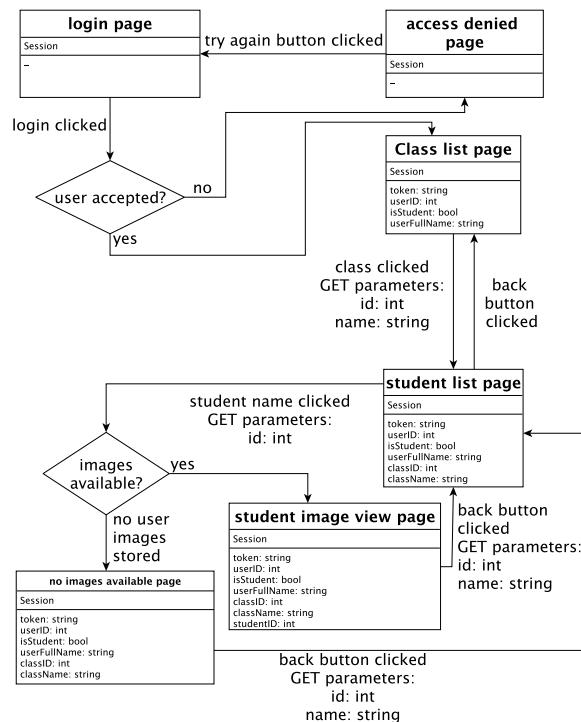 login page
Session
–
try again button clicked
access denied
page
Session
–
login clicked
user accepted?
no
yes
Class list page
Session
token: string
userID: int
isStudent: bool
userFullName: string
class clicked
GET parameters:
id: int
name: string
back
button
clicked
student list page
Session
token: string
userID: int
isStudent: bool
userFullName: string
classID: int
className: string
student name clicked
GET parameters:
id: int
images
available?
yes
no user
images
stored
student image view page
Session
token: string
userID: int
isStudent: bool
userFullName: string
classID: int
className: string
studentID: int
back button
clicked
GET parameters:
id: int
name: string
no images available page
Session
token: string
userID: int
isStudent: bool
userFullName: string
classID: int
className: string
back button clicked
GET parameters:
id: int
name: string